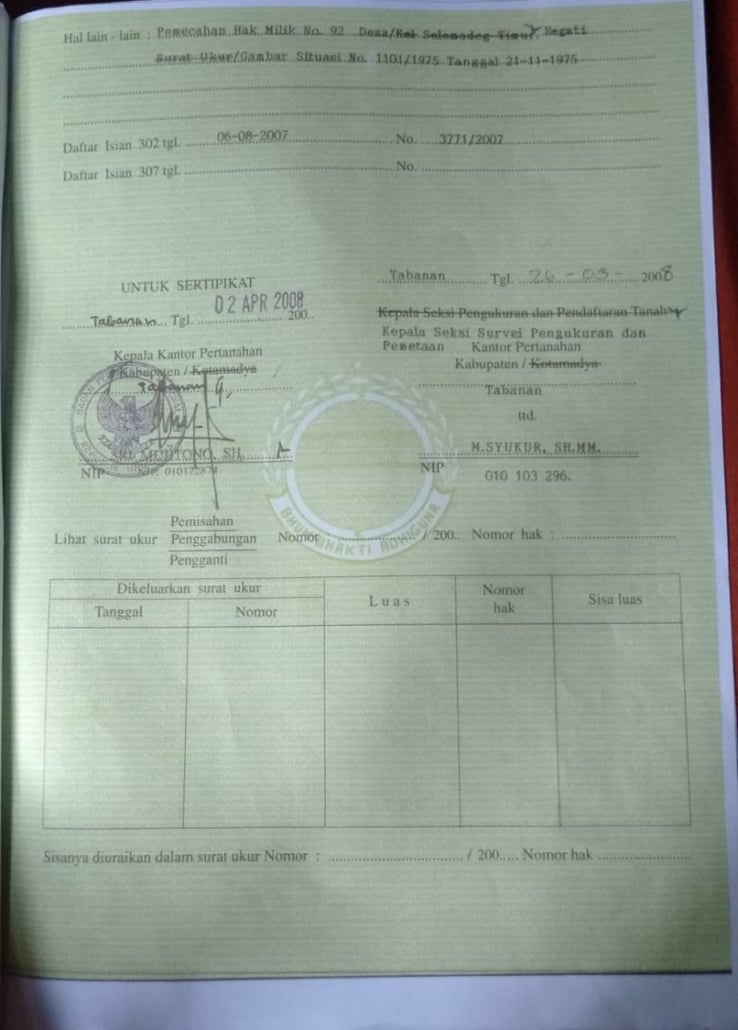 Hal lain - lain : Pemecahan Hak Milik No. 92 Desa/Kel Selemadeg Timur, Megati
Surat Ukur/Gambar Situasi No. 1101/1975 Tanggal 21-11-1975
Daftar Isian 302 tgl. 06-08-2007 No. 3771/2007
Daftar Isian 307 tgl. No.
UNTUK SERTIPIKAT
Tabanan Tgl. 02 APR 2008 200..
Kepala Kantor Pertanahan
Kabupaten / Kotamadya
Tabanan
SRI MUHITONO, SH.
NIP NIP. 010172874
Tabanan Tgl. 26 - 03 - 2008
Kepala Seksi Pengukuran dan Pendaftaran Tanah
Kepala Seksi Survei Pengukuran dan
Pemetaan Kantor Pertanahan
Kabupaten / Kotamadya
Tabanan
ttd.
M.SYUKUR, SH.MM.
NIP 010 103 296.
BHUMIBHAKTI ADHIGUNA
Pemisahan
Lihat surat ukur Penggabungan Nomor : / 200.. Nomor hak :
Pengganti
Dikeluarkan surat ukur
Tanggal Nomor Luas Nomor hak Sisa luas
Sisanya diuraikan dalam surat ukur Nomor : / 200..... Nomor hak